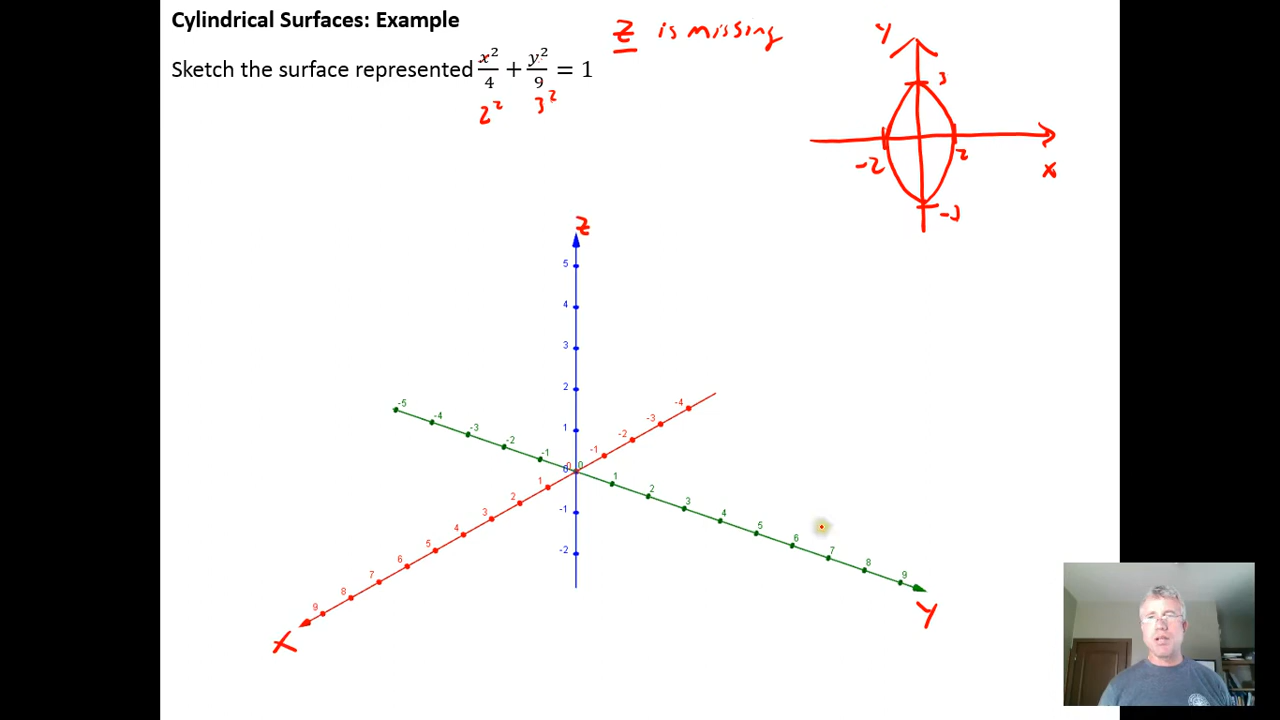 Cylindrical Surfaces: Example
z is missing
Sketch the surface represented x²/4 + y²/9 = 1
2² 3²
y
3
-2 2
x
-3
z
5
4
3
2
1
0
-1
-2
-5 -4 -3 -2 -1 0 1 2 3 4 5 6 7 8 9
-4 -3 -2 -1 0 1 2 3 4 5 6 7 8 9
x
y